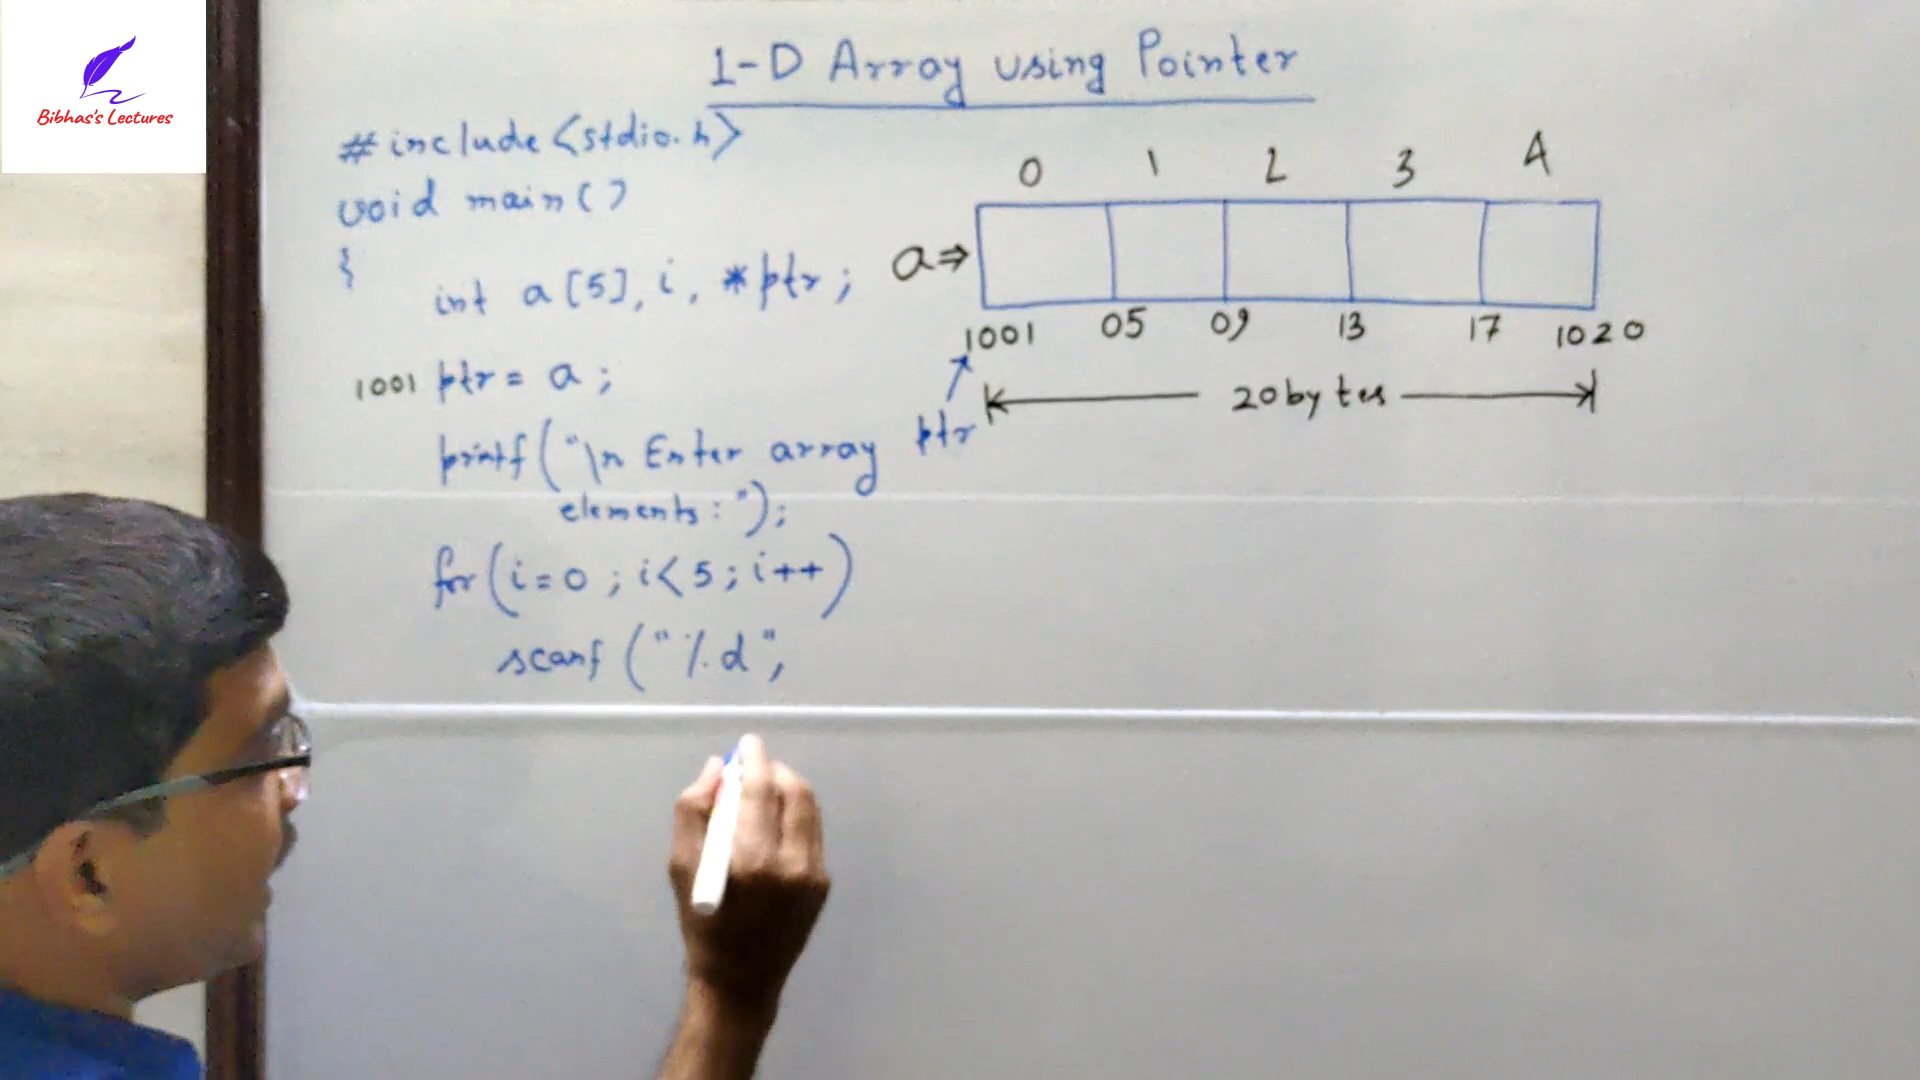 Bibhas's Lectures
1-D Array using Pointer
#include <stdio.h>
void main()
{
int a[5], i, *ptr;
1001 ptr = a;
printf("\n Enter array
elements: ");
for(i=0; i<5; i++)
scanf("%d",
0 1 2 3 4
a⇒
1001 05 09 13 17 1020
20 bytes
ptr